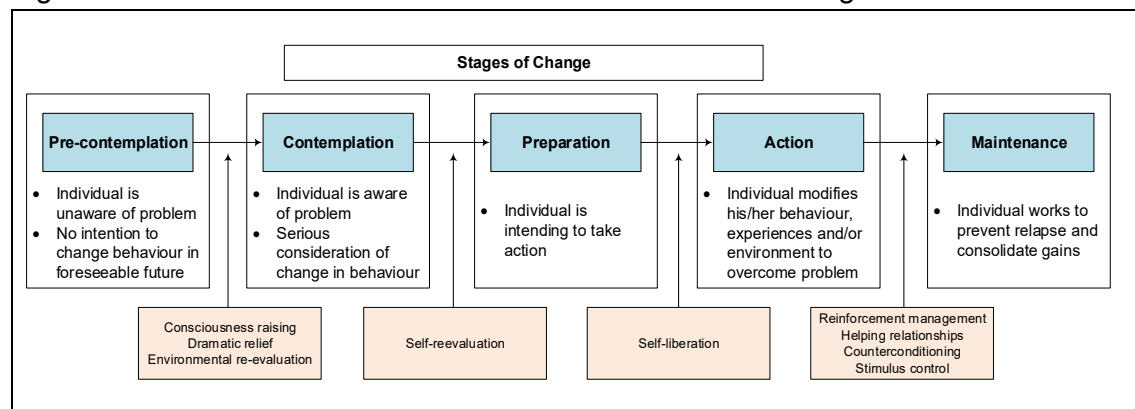 Stages of Change
Pre-contemplation
• Individual is
unaware of problem
• No intention to
change behaviour in
foreseeable future
Contemplation
• Individual is aware
of problem
• Serious
consideration of
change in behaviour
Preparation
• Individual is
intending to take
action
Action
• Individual modifies
his/her behaviour,
experiences and/or
environment to
overcome problem
Maintenance
• Individual works to
prevent relapse and
consolidate gains
Consciousness raising
Dramatic relief
Environmental re-evaluation
Self-reevaluation
Self-liberation
Reinforcement management
Helping relationships
Counterconditioning
Stimulus control